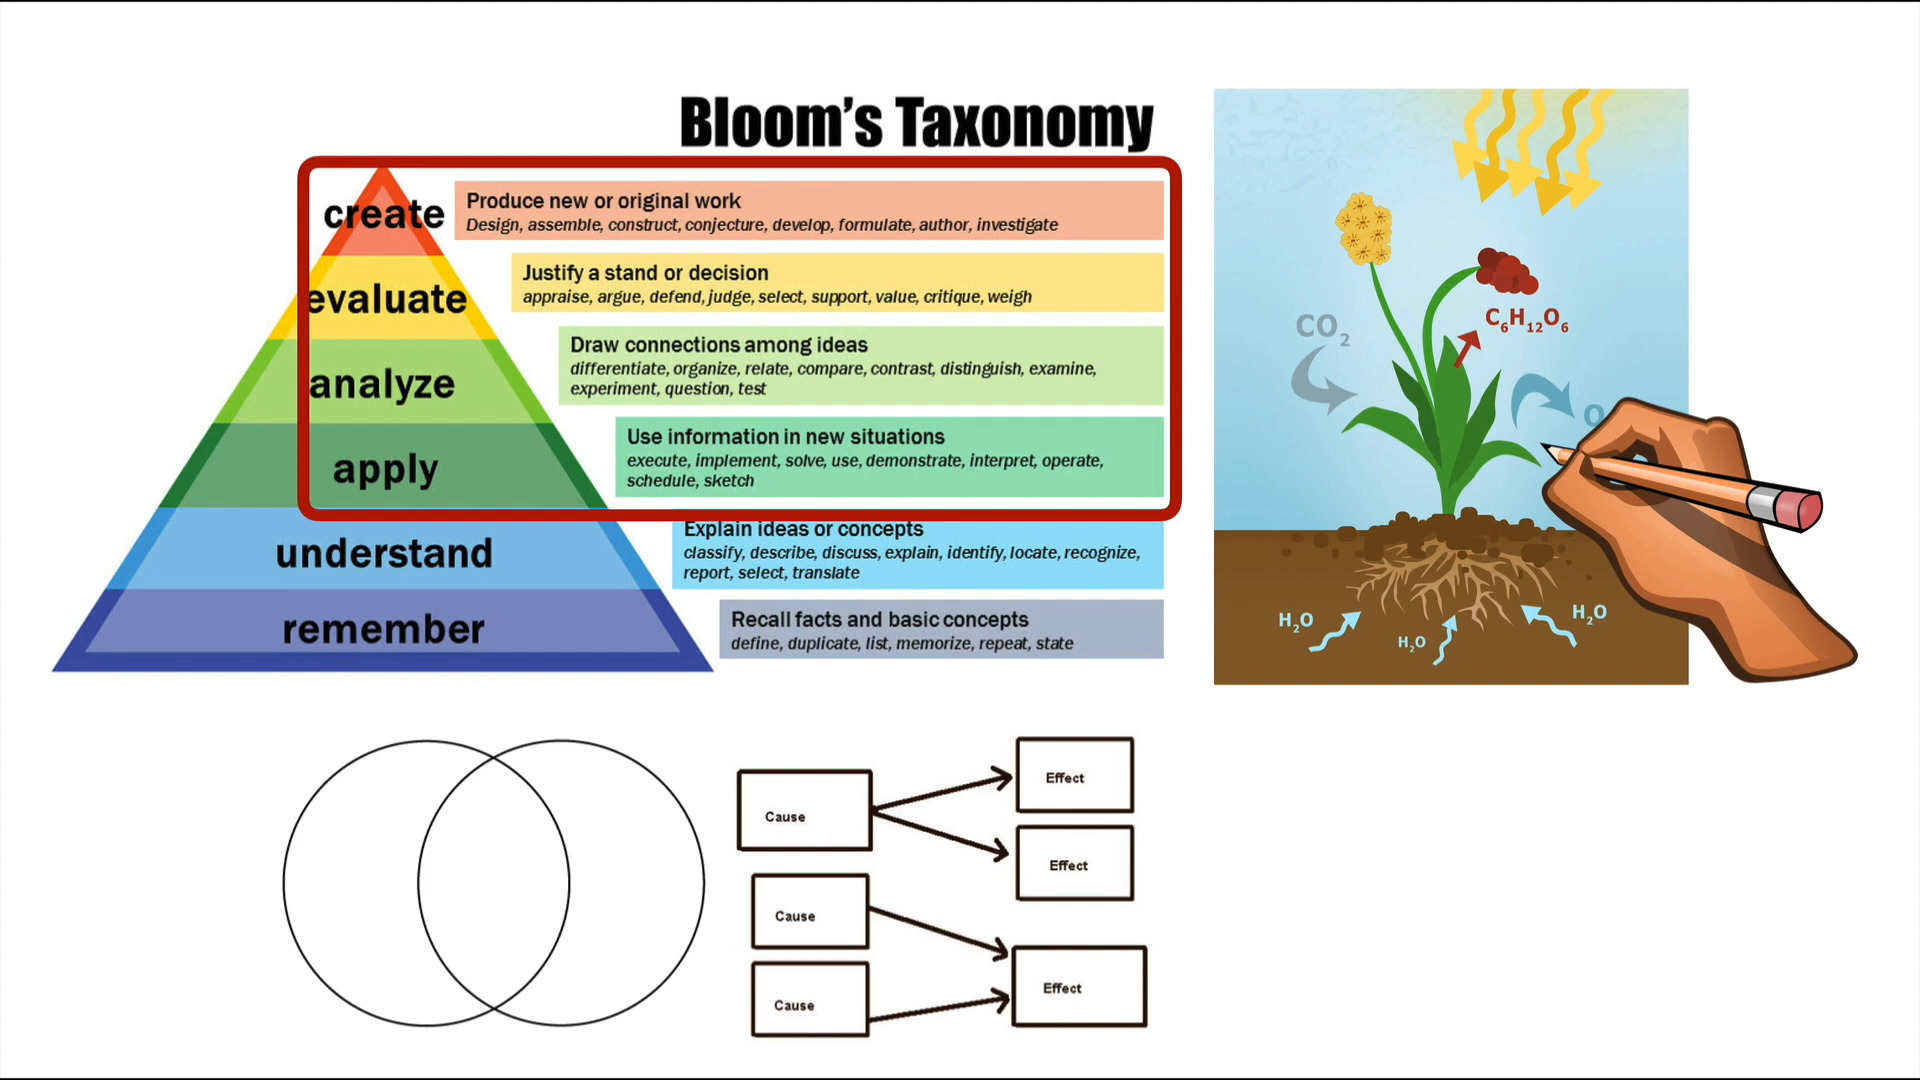 Bloom's Taxonomy
create
Produce new or original work
Design, assemble, construct, conjecture, develop, formulate, author, investigate
evaluate
Justify a stand or decision
appraise, argue, defend, judge, select, support, value, critique, weigh
analyze
Draw connections among ideas
differentiate, organize, relate, compare, contrast, distinguish, examine,
experiment, question, test
apply
Use information in new situations
execute, implement, solve, use, demonstrate, interpret, operate,
schedule, sketch
understand
Explain ideas or concepts
classify, describe, discuss, explain, identify, locate, recognize,
report, select, translate
remember
Recall facts and basic concepts
define, duplicate, list, memorize, repeat, state
CO₂
C₆H₁₂O₆
O
H₂O
H₂O
H₂O
Cause
Effect
Effect
Cause
Cause
Effect